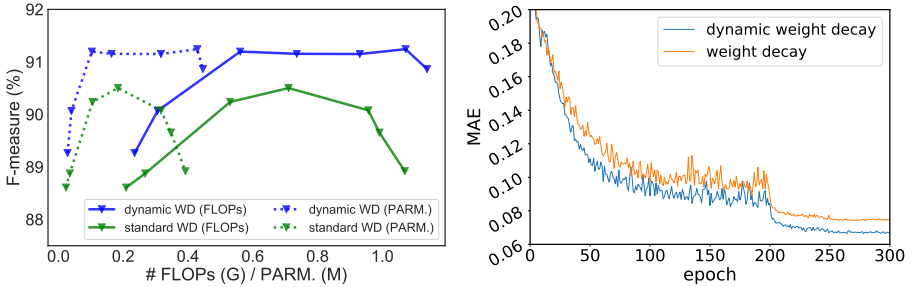 92
91
90
89
88
F-measure (%)
dynamic WD (FLOPs)
standard WD (FLOPs)
dynamic WD (PARM.)
standard WD (PARM.)
0.0 0.2 0.4 0.6 0.8 1.0
# FLOPs (G) / PARM. (M)
0.20
0.18
0.16
0.14
0.12
0.10
0.08
0.06
MAE
dynamic weight decay
weight decay
0 50 100 150 200 250 300
epoch